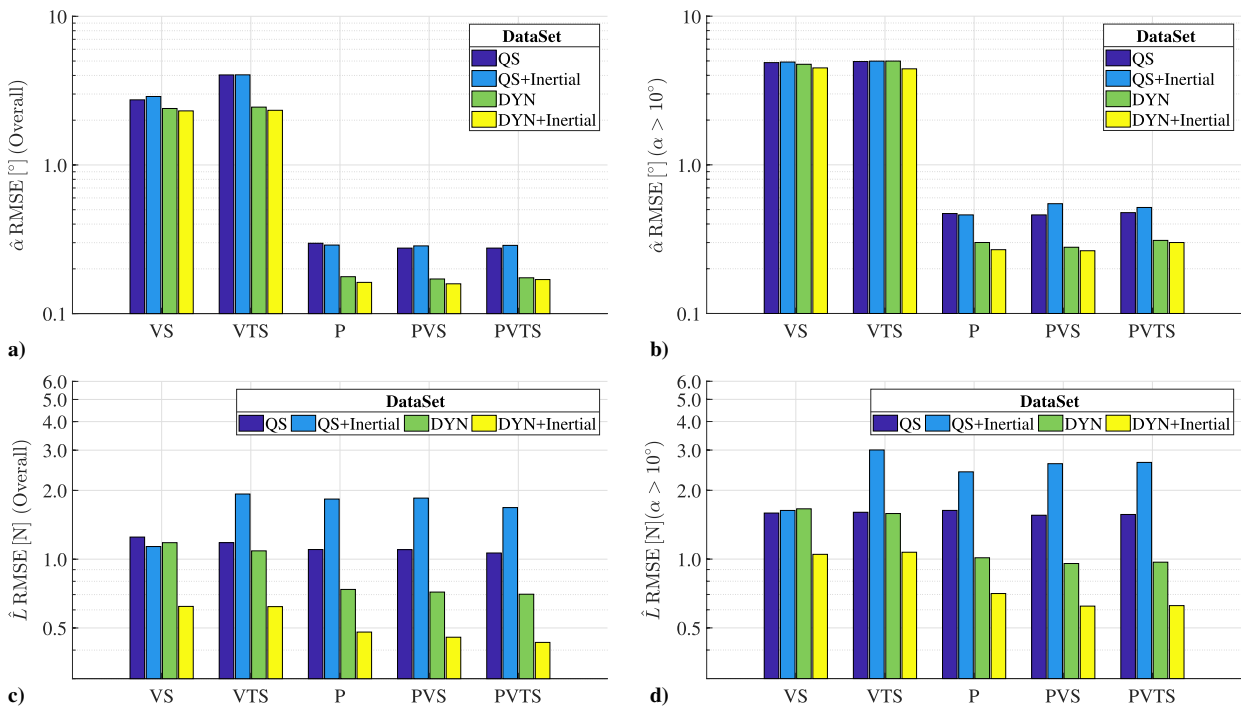 10
1.0
0.1
α̂ RMSE [°] (Overall)
DataSet
QS
QS+Inertial
DYN
DYN+Inertial
VS VTS P PVS PVTS
a)
10
1.0
0.1
α̂ RMSE [°] (α > 10°)
DataSet
QS
QS+Inertial
DYN
DYN+Inertial
VS VTS P PVS PVTS
b)
6.0
5.0
4.0
3.0
2.0
1.0
0.5
L̂ RMSE [N] (Overall)
DataSet
QS QS+Inertial DYN DYN+Inertial
VS VTS P PVS PVTS
c)
6.0
5.0
4.0
3.0
2.0
1.0
0.5
L̂ RMSE [N](α > 10°)
DataSet
QS QS+Inertial DYN DYN+Inertial
VS VTS P PVS PVTS
d)